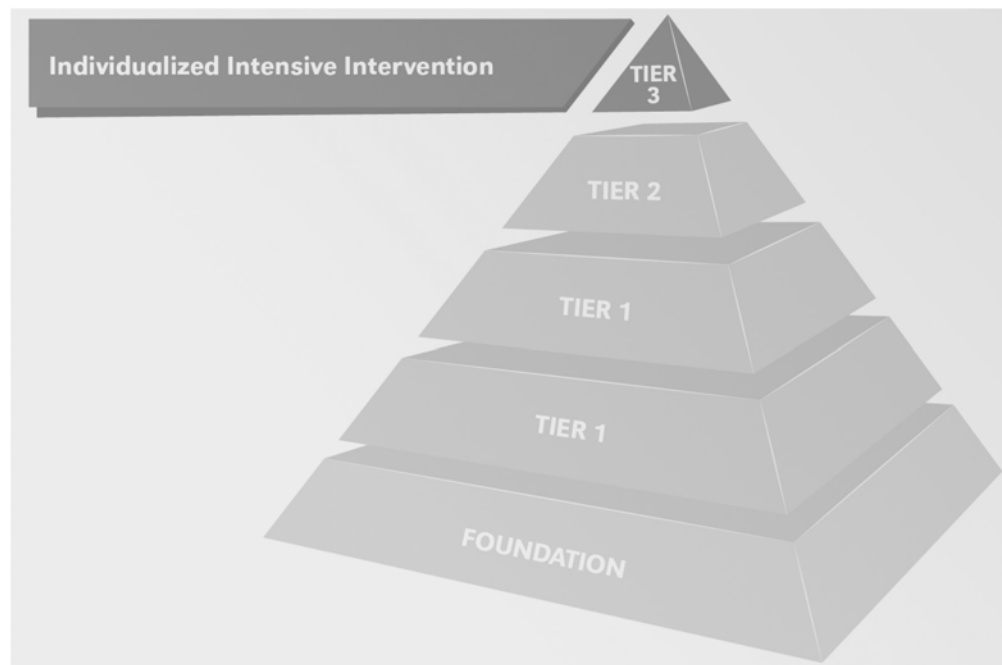 Individualized Intensive Intervention
TIER
3
TIER 2
TIER 1
TIER 1
FOUNDATION